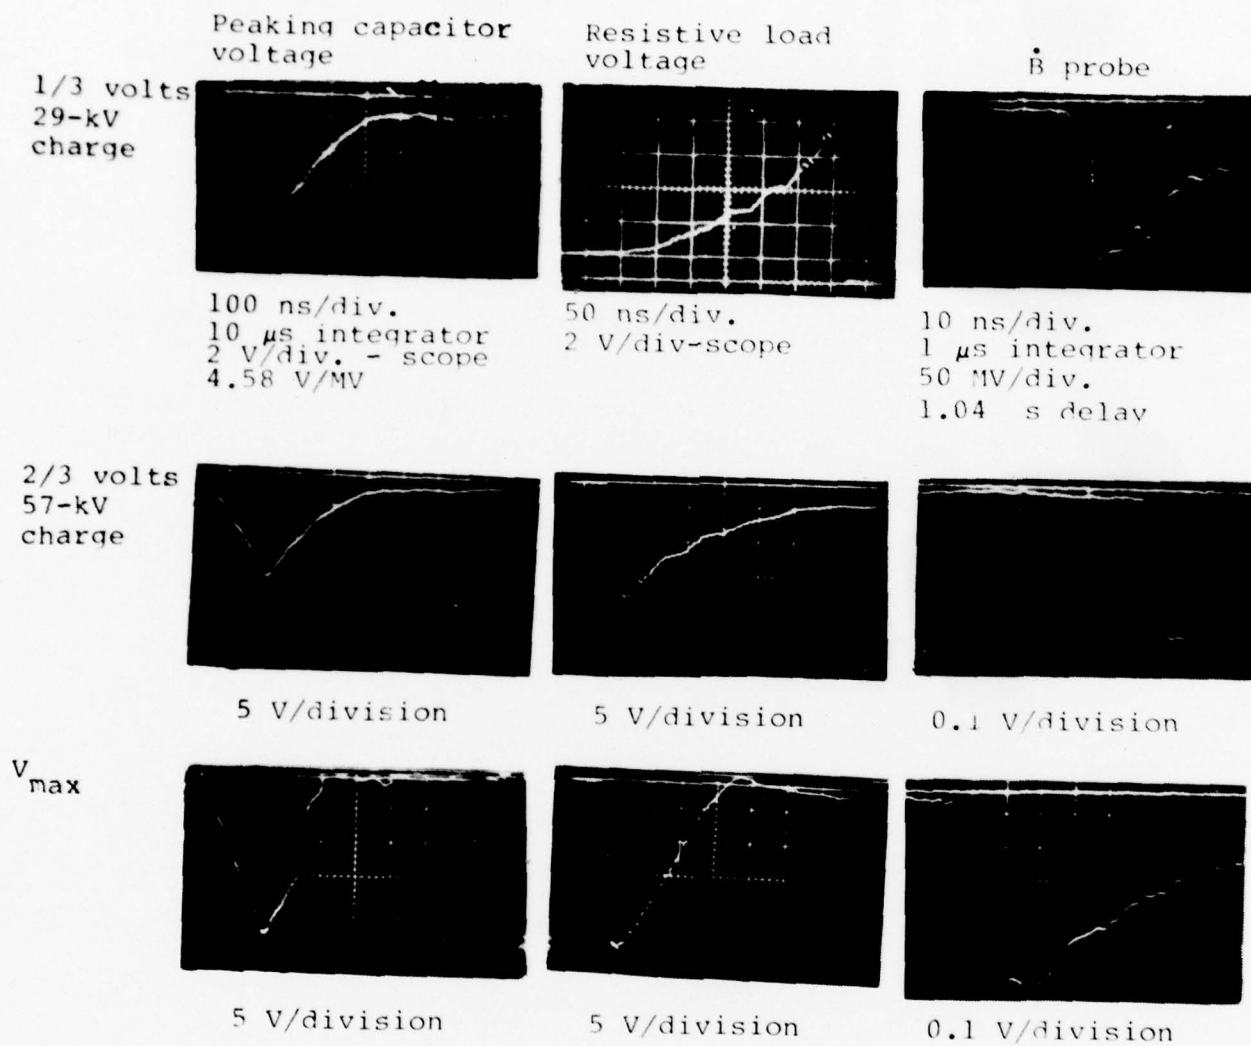 Peaking capacitor
voltage
Resistive load
voltage
Ḃ probe
1/3 volts
29-kV
charge
100 ns/div.
10 μs integrator
2 V/div. - scope
4.58 V/MV
50 ns/div.
2 V/div-scope
10 ns/div.
1 μs integrator
50 MV/div.
1.04 s delay
2/3 volts
57-kV
charge
5 V/division
5 V/division
0.1 V/division
Vmax
5 V/division
5 V/division
0.1 V/division